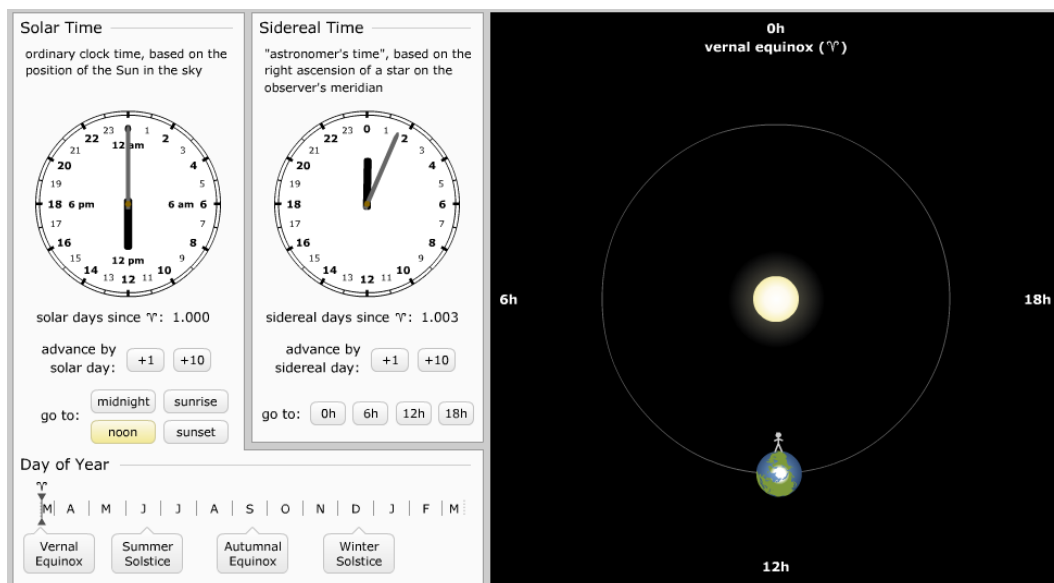 Solar Time
ordinary clock time, based on the
position of the Sun in the sky
23 1
22 12 am 2
21 3
20 4
19 5
18 6 pm 6 am 6
17 7
16 8
15 12 pm 9
14 13 12 11 10
solar days since ♈: 1.000
advance by
solar day: +1 +10
go to: midnight sunrise
noon sunset
Sidereal Time
"astronomer's time", based on the
right ascension of a star on the
observer's meridian
23 0 1
22 2
21 3
20 4
19 5
18 6
17 7
16 8
15 9
14 13 12 11 10
sidereal days since ♈: 1.003
advance by
sidereal day: +1 +10
go to: 0h 6h 12h 18h
Day of Year
♈
M A M J J A S O N D J F M
Vernal
Equinox
Summer
Solstice
Autumnal
Equinox
Winter
Solstice
0h
vernal equinox (♈)
6h 18h
12h